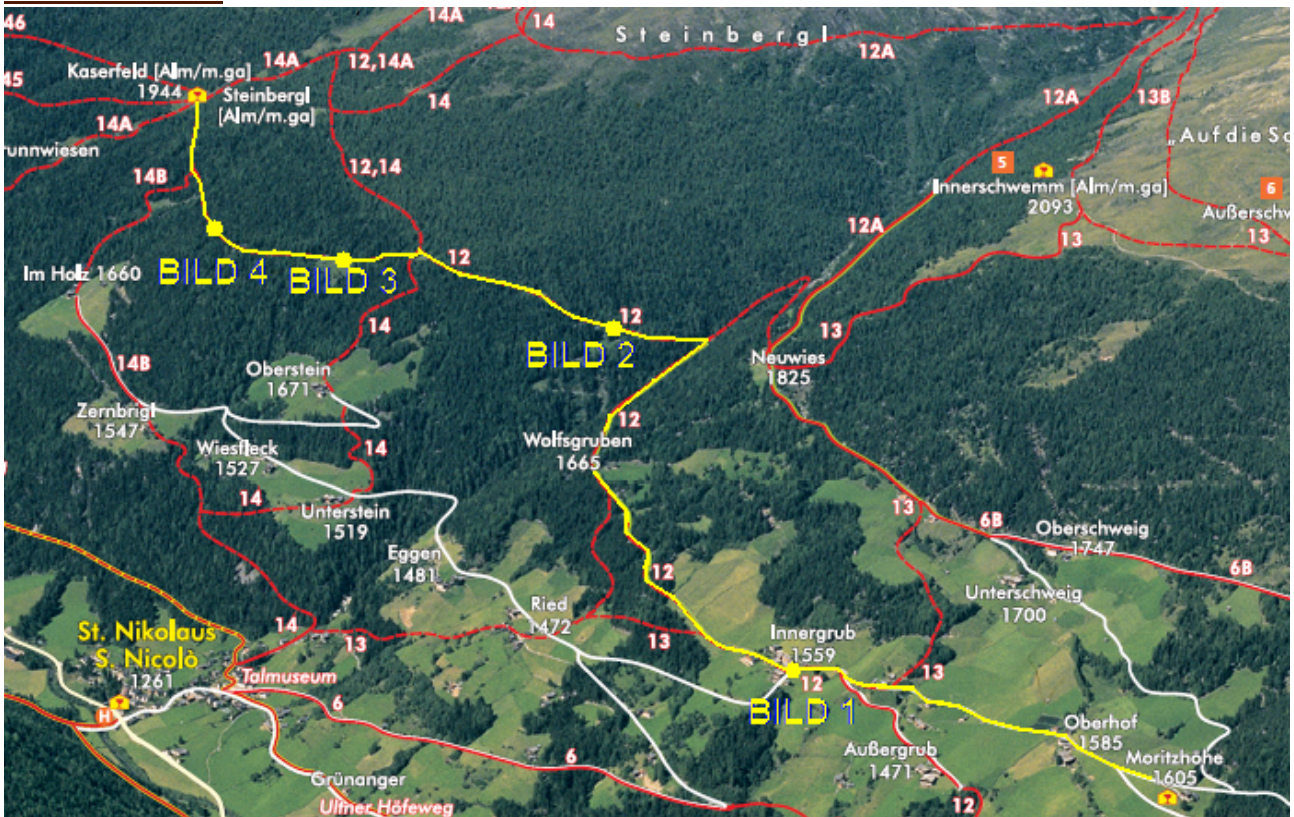 46
14A
12A
14
Steinbergl
14A
12,14A
12A
Kaserfeld [Alm/m.ga]
1944
45
Steinbergl
[Alm/m.ga]
14
12A
13B
14A
runnwiesen
„Auf die Sc
5
14B
12,14
Innerschwemm [Alm/m.ga]
2093
6
Außerschw
12A
13
13
12
Im Holz 1660
BILD 4
BILD 3
12
14
13
BILD 2
14B
Oberstein
1671
Neuwies
1825
Zernbrigl
1547
12
Wiesfleck
1527
14
Wolfsgruben
1665
14
Unterstein
1519
13
6B
Oberschweig
1747
Eggen
1481
12
6B
Unterschweig
1700
St. Nikolaus
S. Nicolò
1261
14
13
Ried
1472
13
Innergrub
1559
12
13
Talmuseum
H
6
BILD 1
Oberhof
1585
Außergrub
1471
Moritzhöhe
1605
6
Grünanger
Ultner Höfeweg
12